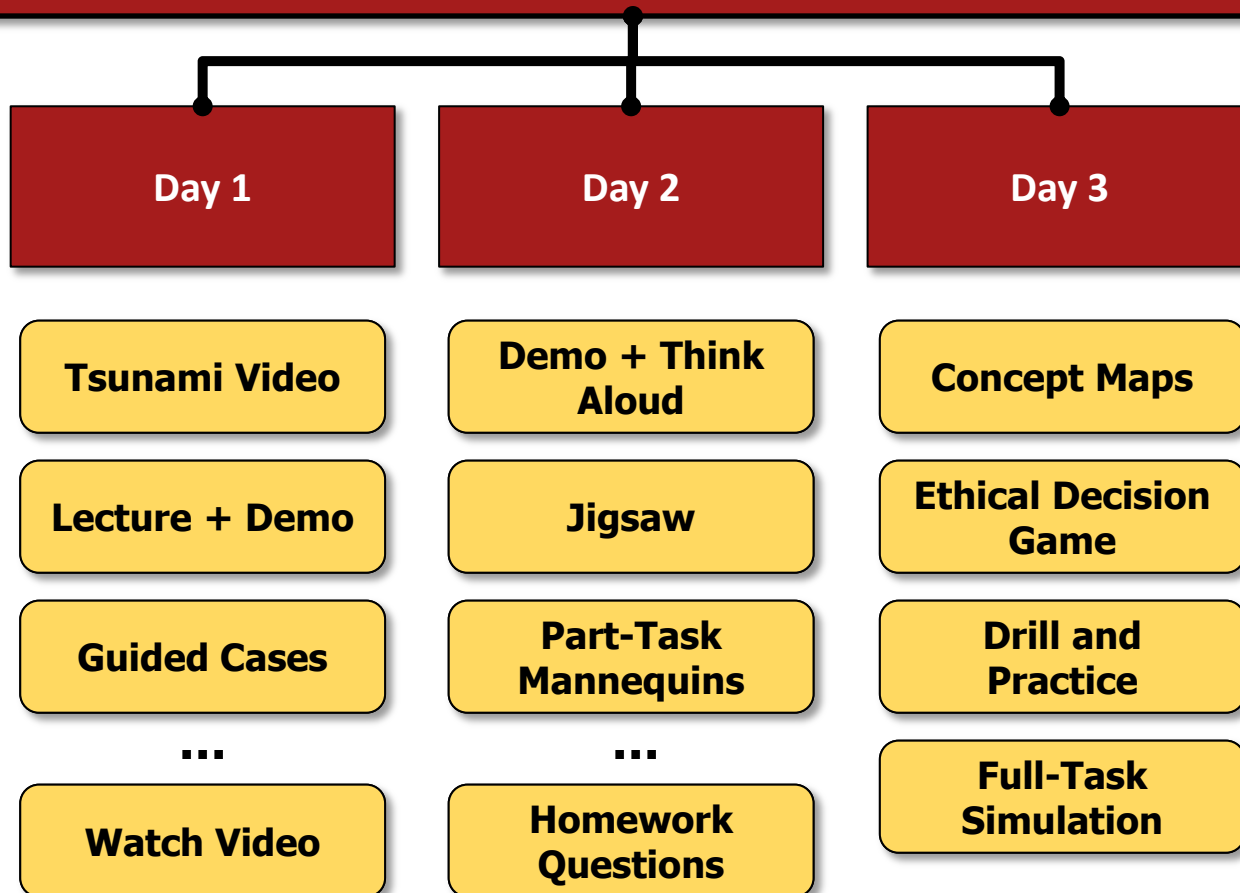 Day 1
Day 2
Day 3
Tsunami Video
Demo + Think
Aloud
Concept Maps
Lecture + Demo
Jigsaw
Ethical Decision
Game
Guided Cases
Part-Task
Mannequins
Drill and
Practice
...
...
Full-Task
Simulation
Watch Video
Homework
Questions